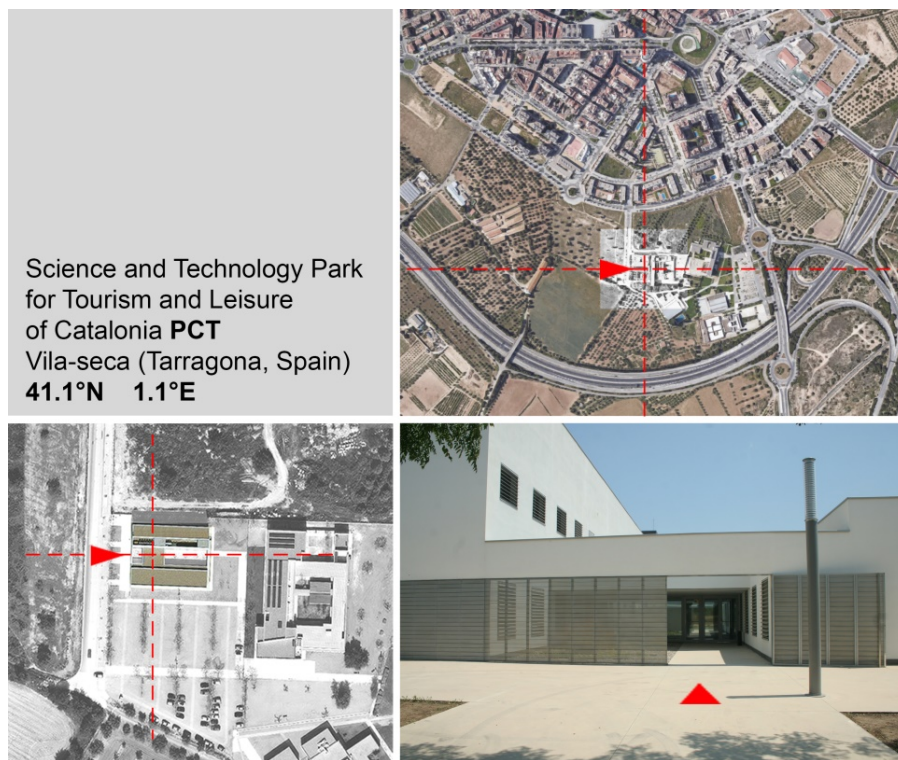 Science and Technology Park
for Tourism and Leisure
of Catalonia PCT
Vila-seca (Tarragona, Spain)
41.1°N 1.1°E